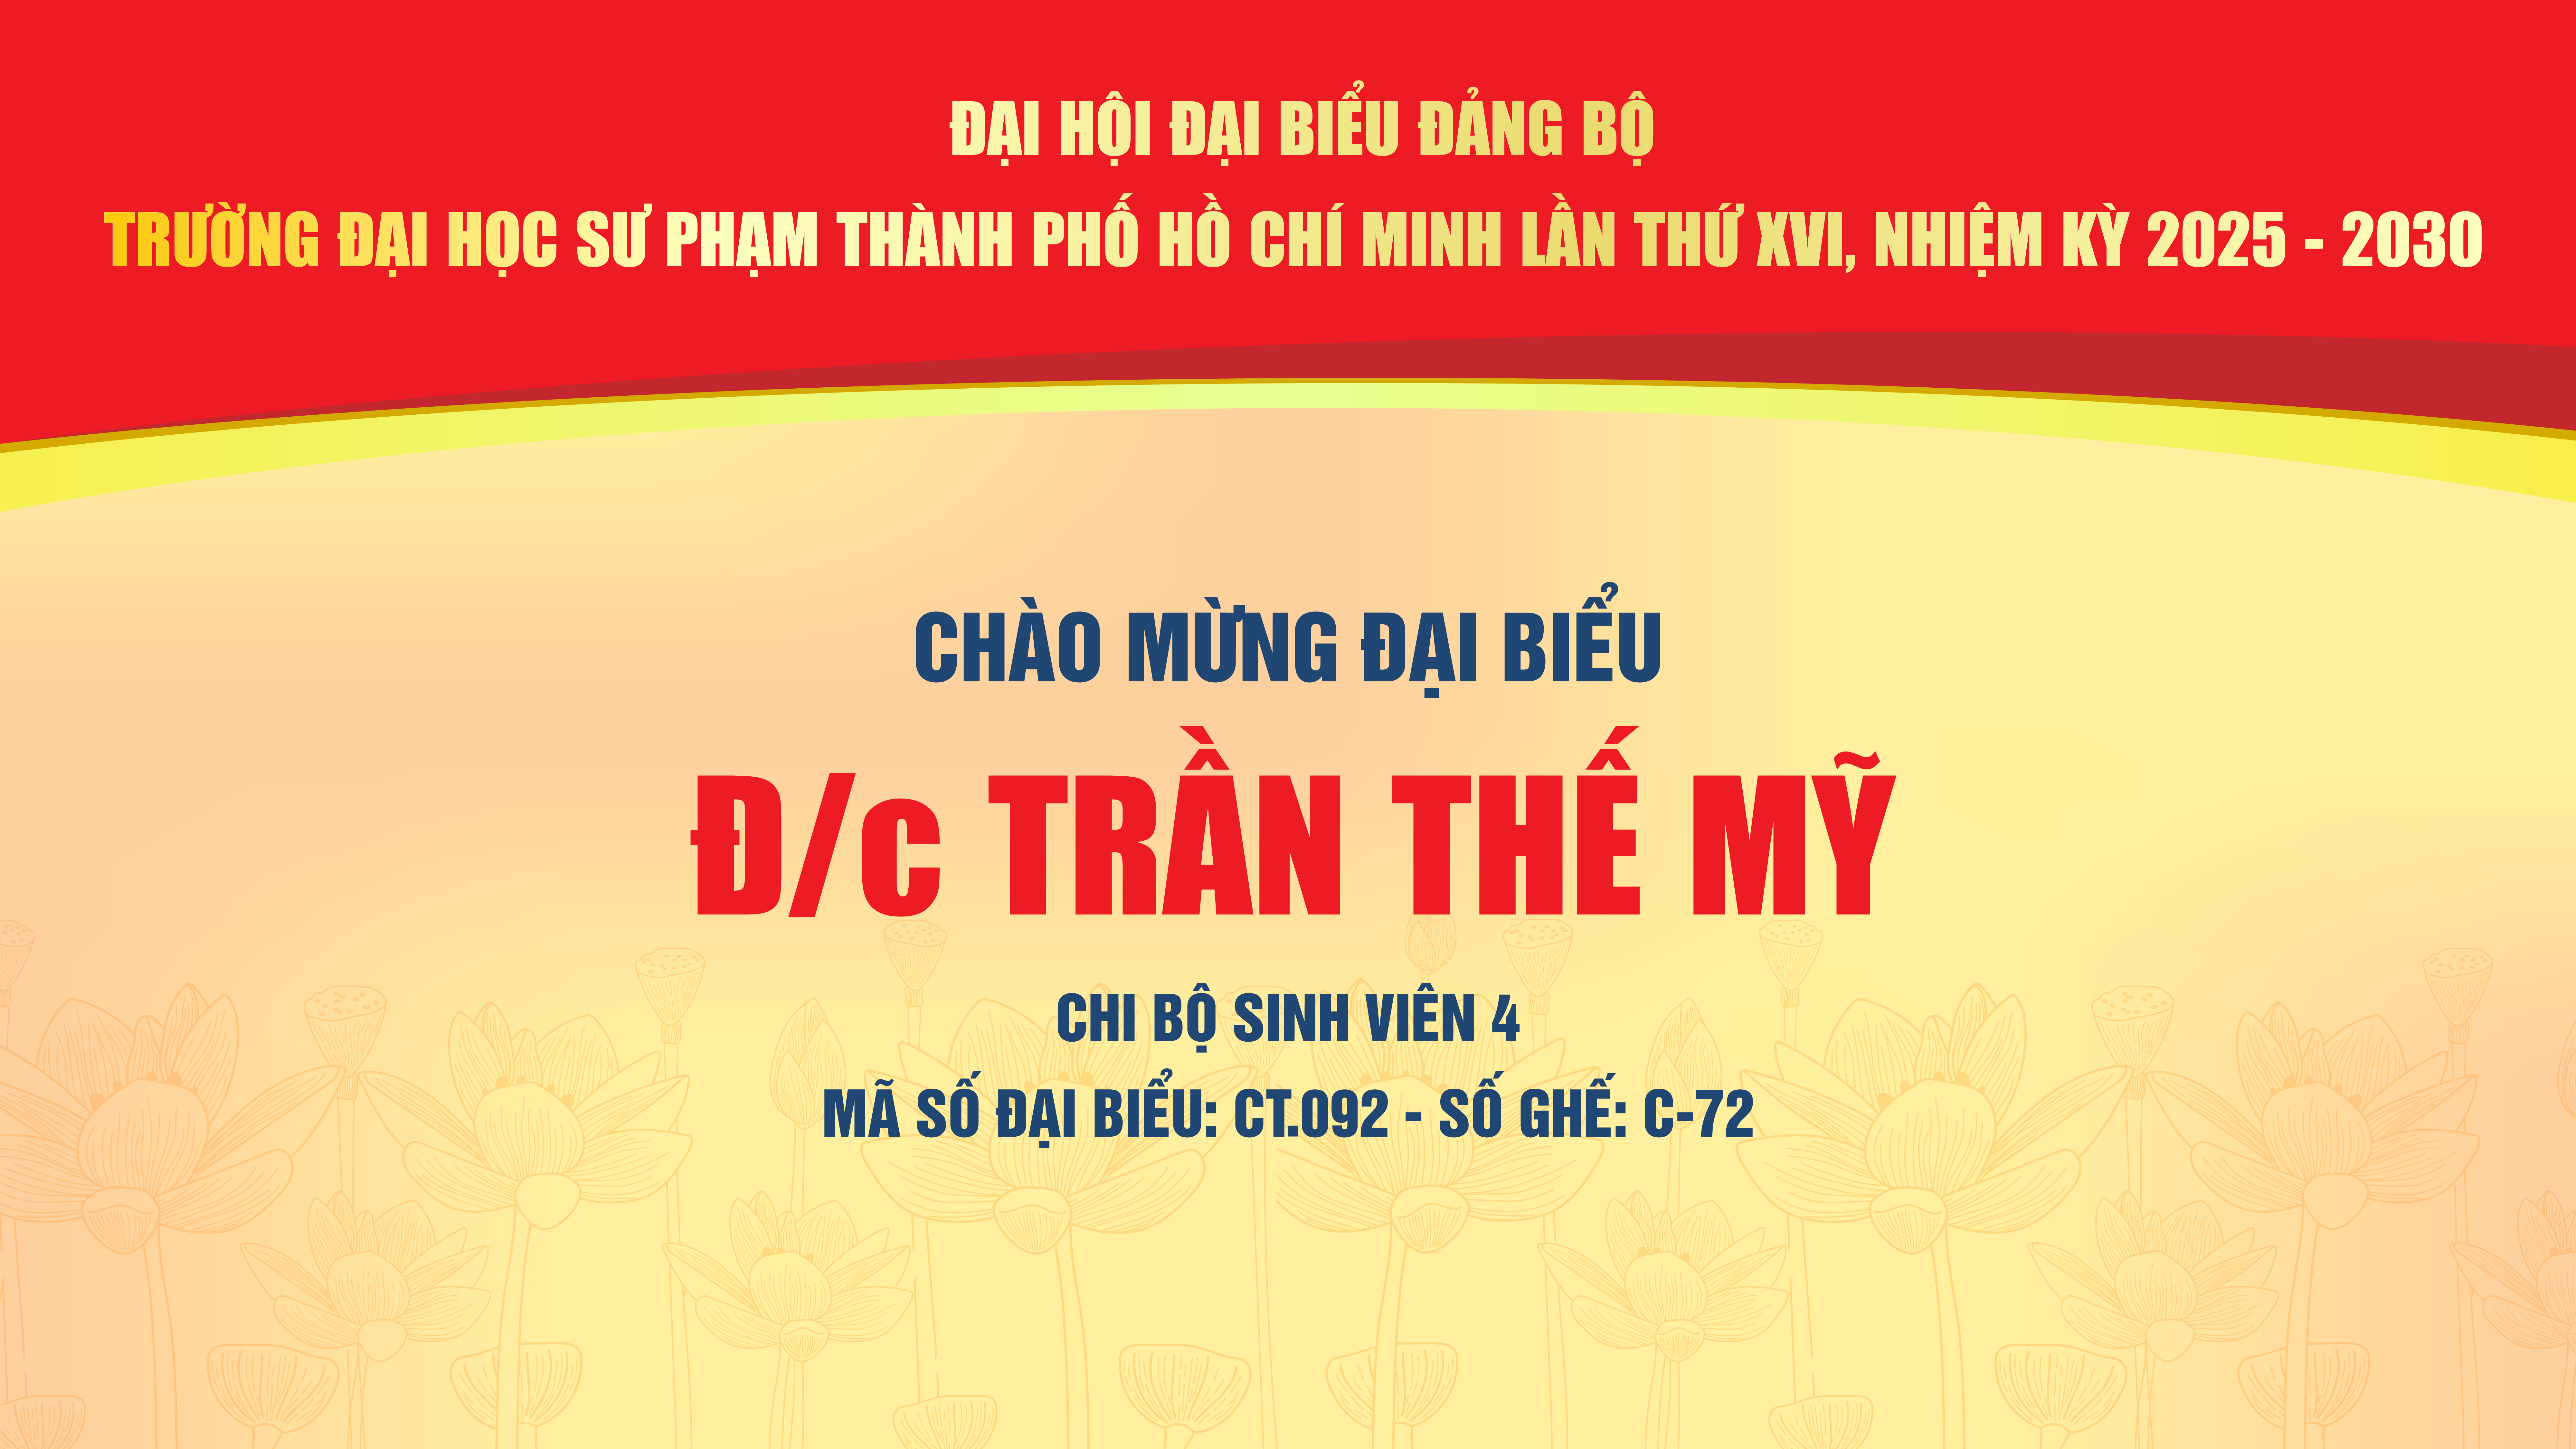 ĐẠI HỘI ĐẠI BIỂU ĐẢNG BỘ
TRƯỜNG ĐẠI HỌC SƯ PHẠM THÀNH PHỐ HỒ CHÍ MINH LẦN THỨ XVI, NHIỆM KỲ 2025 - 2030
CHÀO MỪNG ĐẠI BIỂU
Đ/c TRẦN THẾ MỸ
CHI BỘ SINH VIÊN 4
MÃ SỐ ĐẠI BIỂU: CT.092 - SỐ GHẾ: C-72